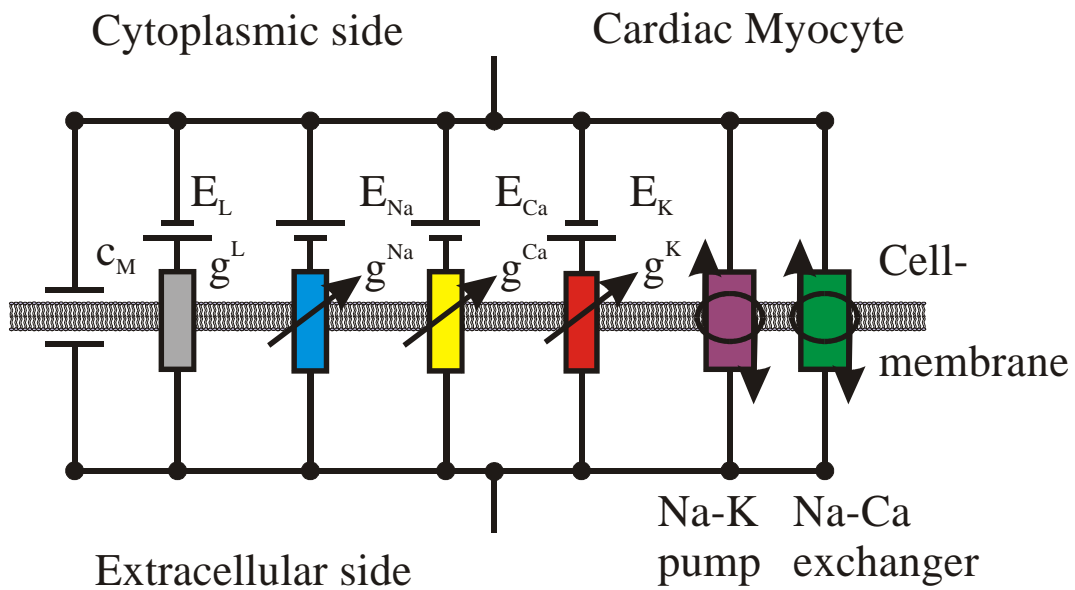 Cytoplasmic side
Cardiac Myocyte
E_L
E_Na
E_Ca
E_K
c_M
g^L
g^Na
g^Ca
g^K
Cell-
membrane
Na-K
pump
Na-Ca
exchanger
Extracellular side